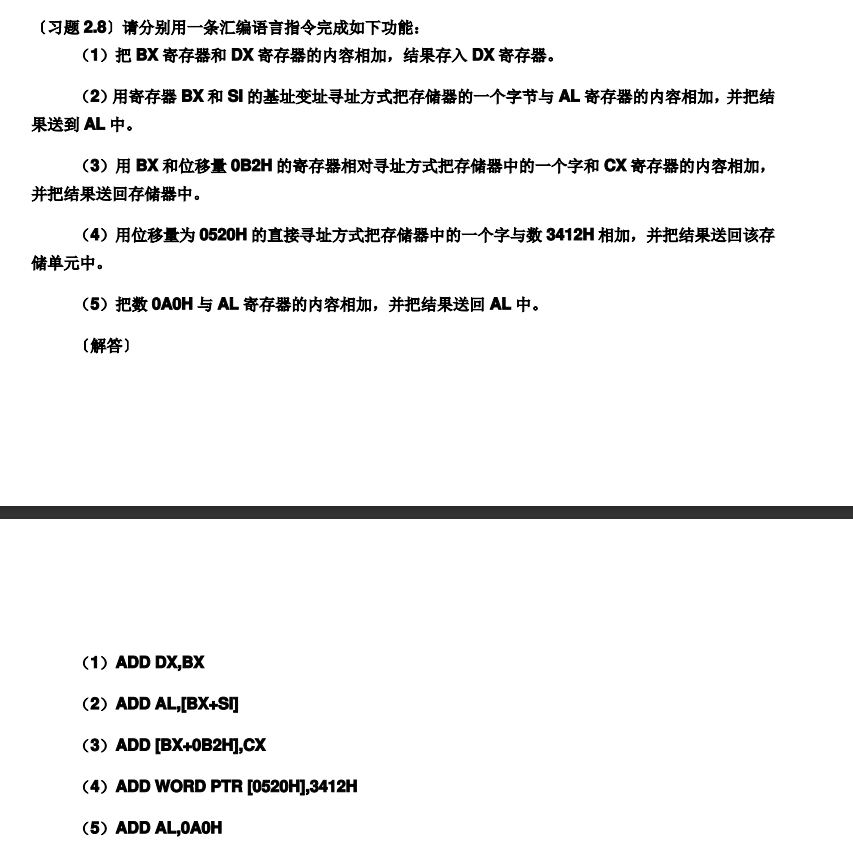 〔习题 2.8〕请分别用一条汇编语言指令完成如下功能：
（1）把 BX 寄存器和 DX 寄存器的内容相加，结果存入 DX 寄存器。
（2）用寄存器 BX 和 SI 的基址变址寻址方式把存储器的一个字节与 AL 寄存器的内容相加，并把结
果送到 AL 中。
（3）用 BX 和位移量 0B2H 的寄存器相对寻址方式把存储器中的一个字和 CX 寄存器的内容相加，
并把结果送回存储器中。
（4）用位移量为 0520H 的直接寻址方式把存储器中的一个字与数 3412H 相加，并把结果送回该存
储单元中。
（5）把数 0A0H 与 AL 寄存器的内容相加，并把结果送回 AL 中。
〔解答〕
（1）ADD DX,BX
（2）ADD AL,[BX+SI]
（3）ADD [BX+0B2H],CX
（4）ADD WORD PTR [0520H],3412H
（5）ADD AL,0A0H